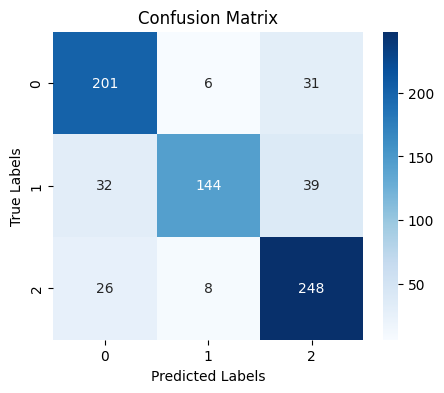 Confusion Matrix
True Labels
0
201 6 31
1
32 144 39
2
26 8 248
0 1 2
Predicted Labels
200
150
100
50